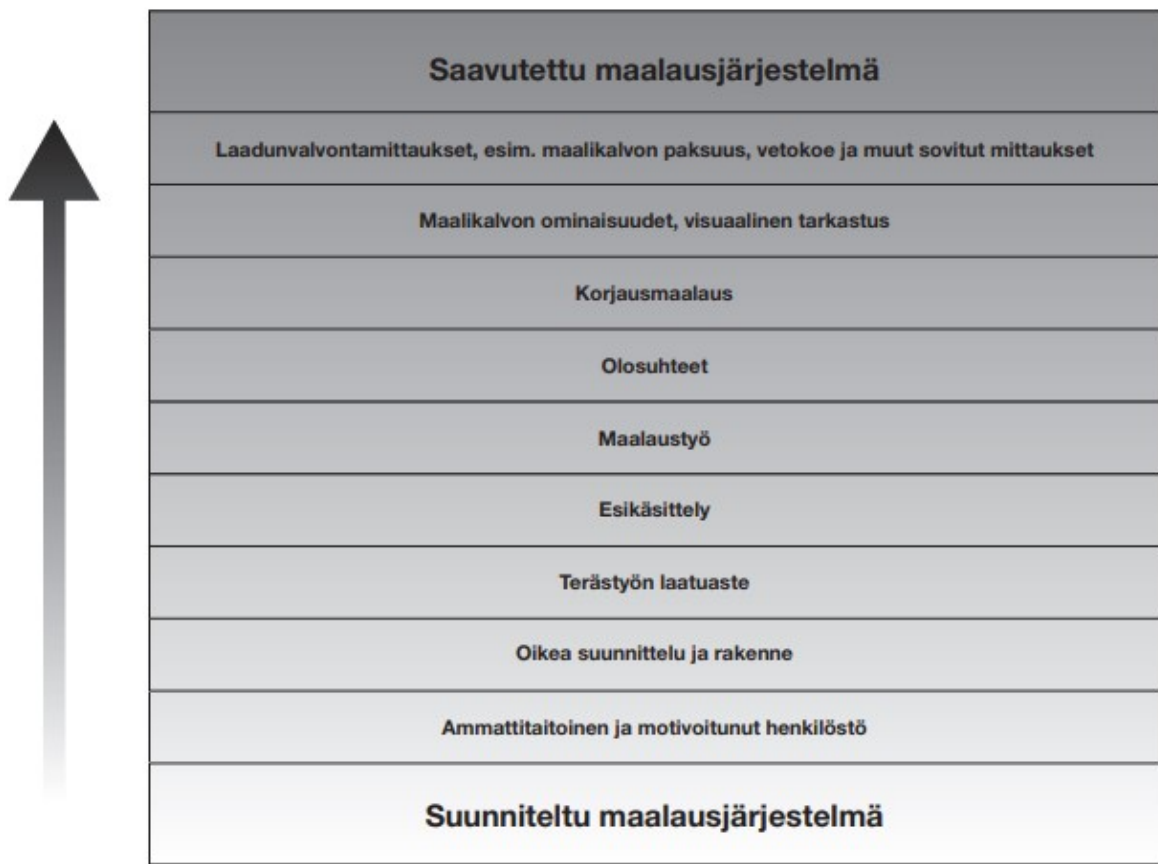 Saavutettu maalausjärjestelmä
Laadunvalvontamittaukset, esim. maalikalvon paksuus, vetokoe ja muut sovitut mittaukset
Maalikalvon ominaisuudet, visuaalinen tarkastus
Korjausmaalaus
Olosuhteet
Maalaustyö
Esikäsittely
Terästyön laatuaste
Oikea suunnittelu ja rakenne
Ammattitaitoinen ja motivoitunut henkilöstö
Suunniteltu maalausjärjestelmä